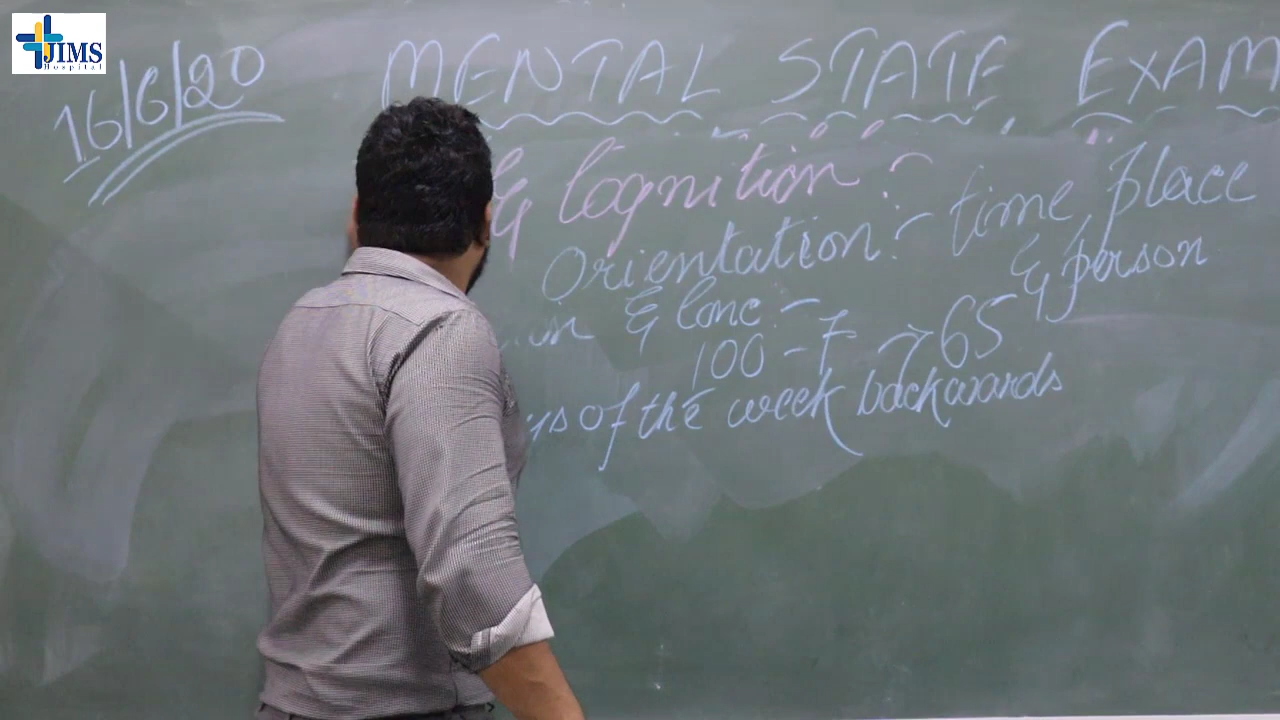 JIMS
Hospital
16/6/20
MENTAL STATE EXAM
& Cognition :-
Orientation :- time, place
& person
& Conc :-
100 - 7 → 65
of the week backwards